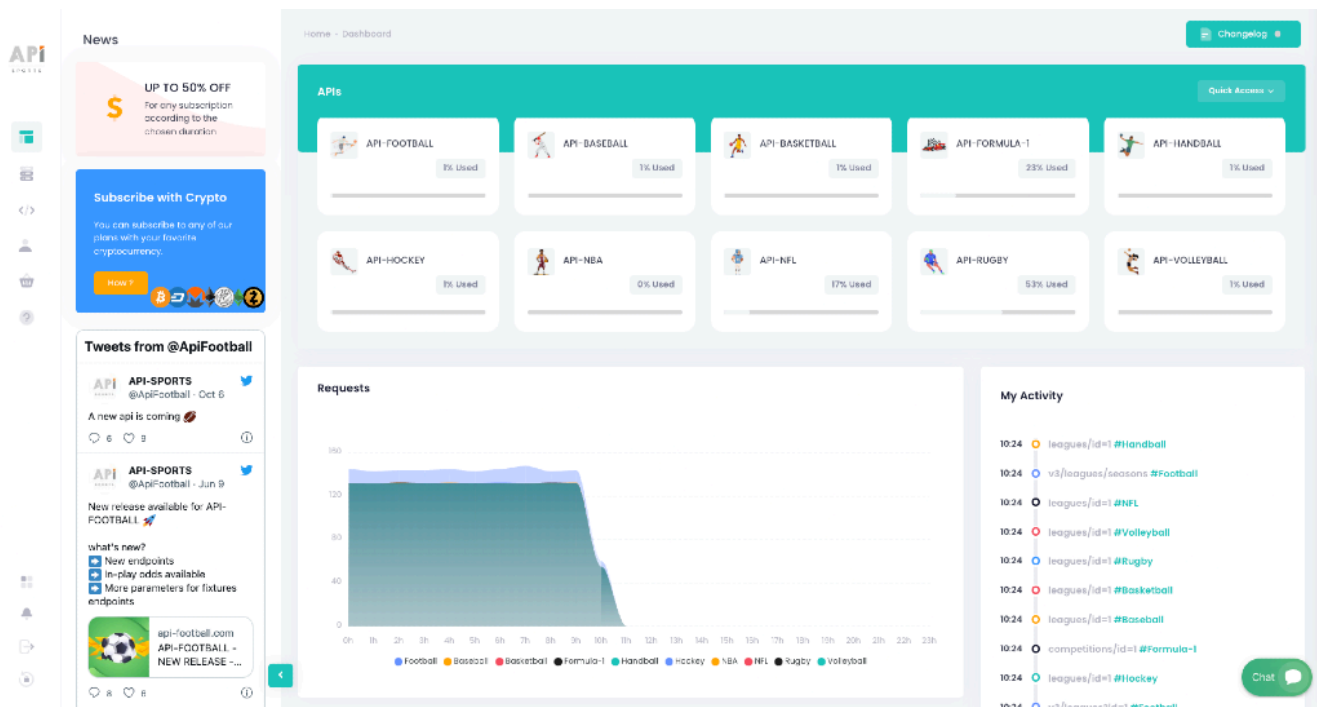 API
SPORTS
News
UP TO 50% OFF
For any subscription
according to the
chosen duration
Subscribe with Crypto
You can subscribe to any of our
plans with your favorite
cryptocurrency.
How ?
Tweets from @ApiFootball
API-SPORTS
@ApiFootball · Oct 6
A new api is coming 🏈
6
API-SPORTS
@ApiFootball · Jun 9
New release available for API-
FOOTBALL 🚀
what's new?
➡️ New endpoints
➡️ In-play odds available
➡️ More parameters for fixtures
endpoints
api-football.com
API-FOOTBALL -
NEW RELEASE -...
8 6
Home - Dashboard
Changelog
APIs
Quick Access
API-FOOTBALL
1% Used
API-BASEBALL
1% Used
API-BASKETBALL
1% Used
API-FORMULA-1
23% Used
API-HANDBALL
1% Used
API-HOCKEY
1% Used
API-NBA
0% Used
API-NFL
17% Used
API-RUGBY
53% Used
API-VOLLEYBALL
1% Used
Requests
160
120
80
40
0
0h 1h 2h 3h 4h 5h 6h 7h 8h 9h 10h 11h 12h 13h 14h 15h 16h 17h 18h 19h 20h 21h 22h 23h
Football Baseball Basketball Formula-1 Handball Hockey NBA NFL Rugby Volleyball
My Activity
10:24 leagues/id=1 #Handball
10:24 v3/leagues/seasons #Football
10:24 leagues/id=1 #NFL
10:24 leagues/id=1 #Volleyball
10:24 leagues/id=1 #Rugby
10:24 leagues/id=1 #Basketball
10:24 leagues/id=1 #Baseball
10:24 competitions/id=1 #Formula-1
10:24 leagues/id=1 #Hockey
10:24 v3/leagues?id=1 #Football
Chat